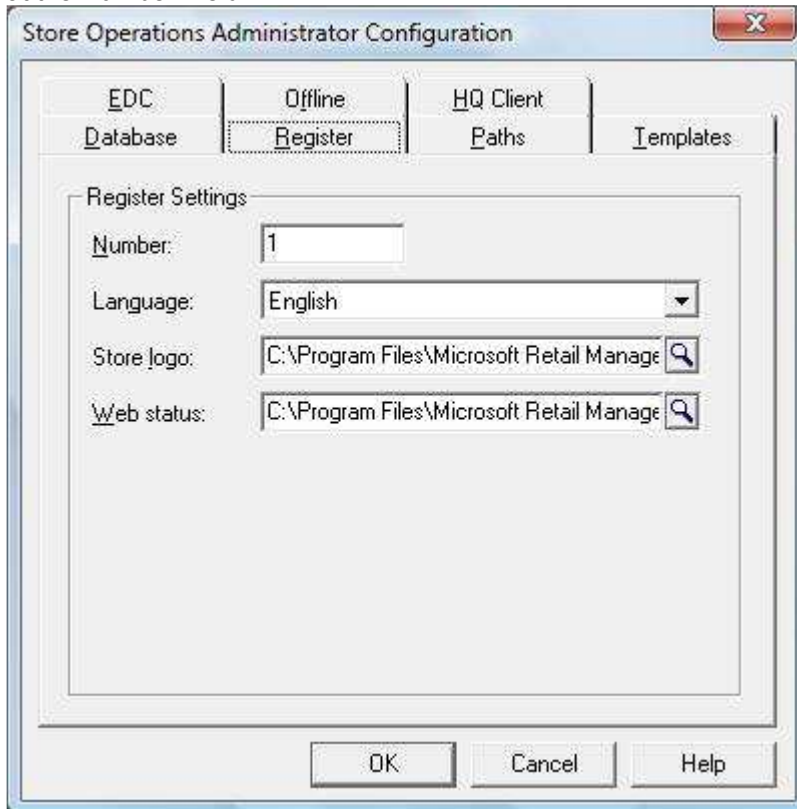 Store Operations Administrator Configuration
EDC Offline HQ Client
Database Register Paths Templates
Register Settings
Number: 1
Language: English
Store logo: C:\Program Files\Microsoft Retail Manage
Web status: C:\Program Files\Microsoft Retail Manage
OK Cancel Help